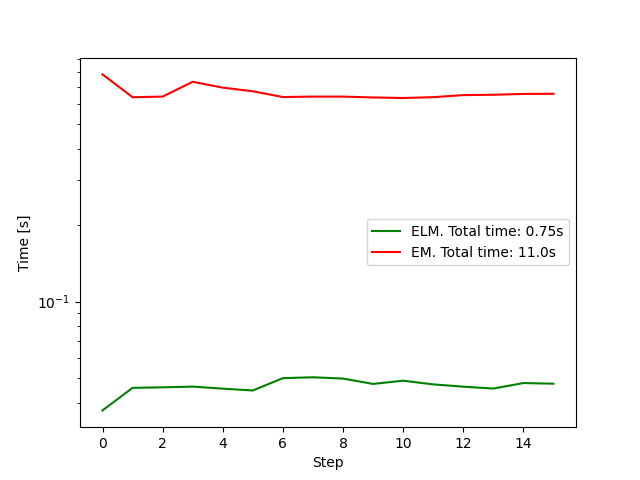 Time [s]
10⁻¹
ELM. Total time: 0.75s
EM. Total time: 11.0s
0 2 4 6 8 10 12 14
Step